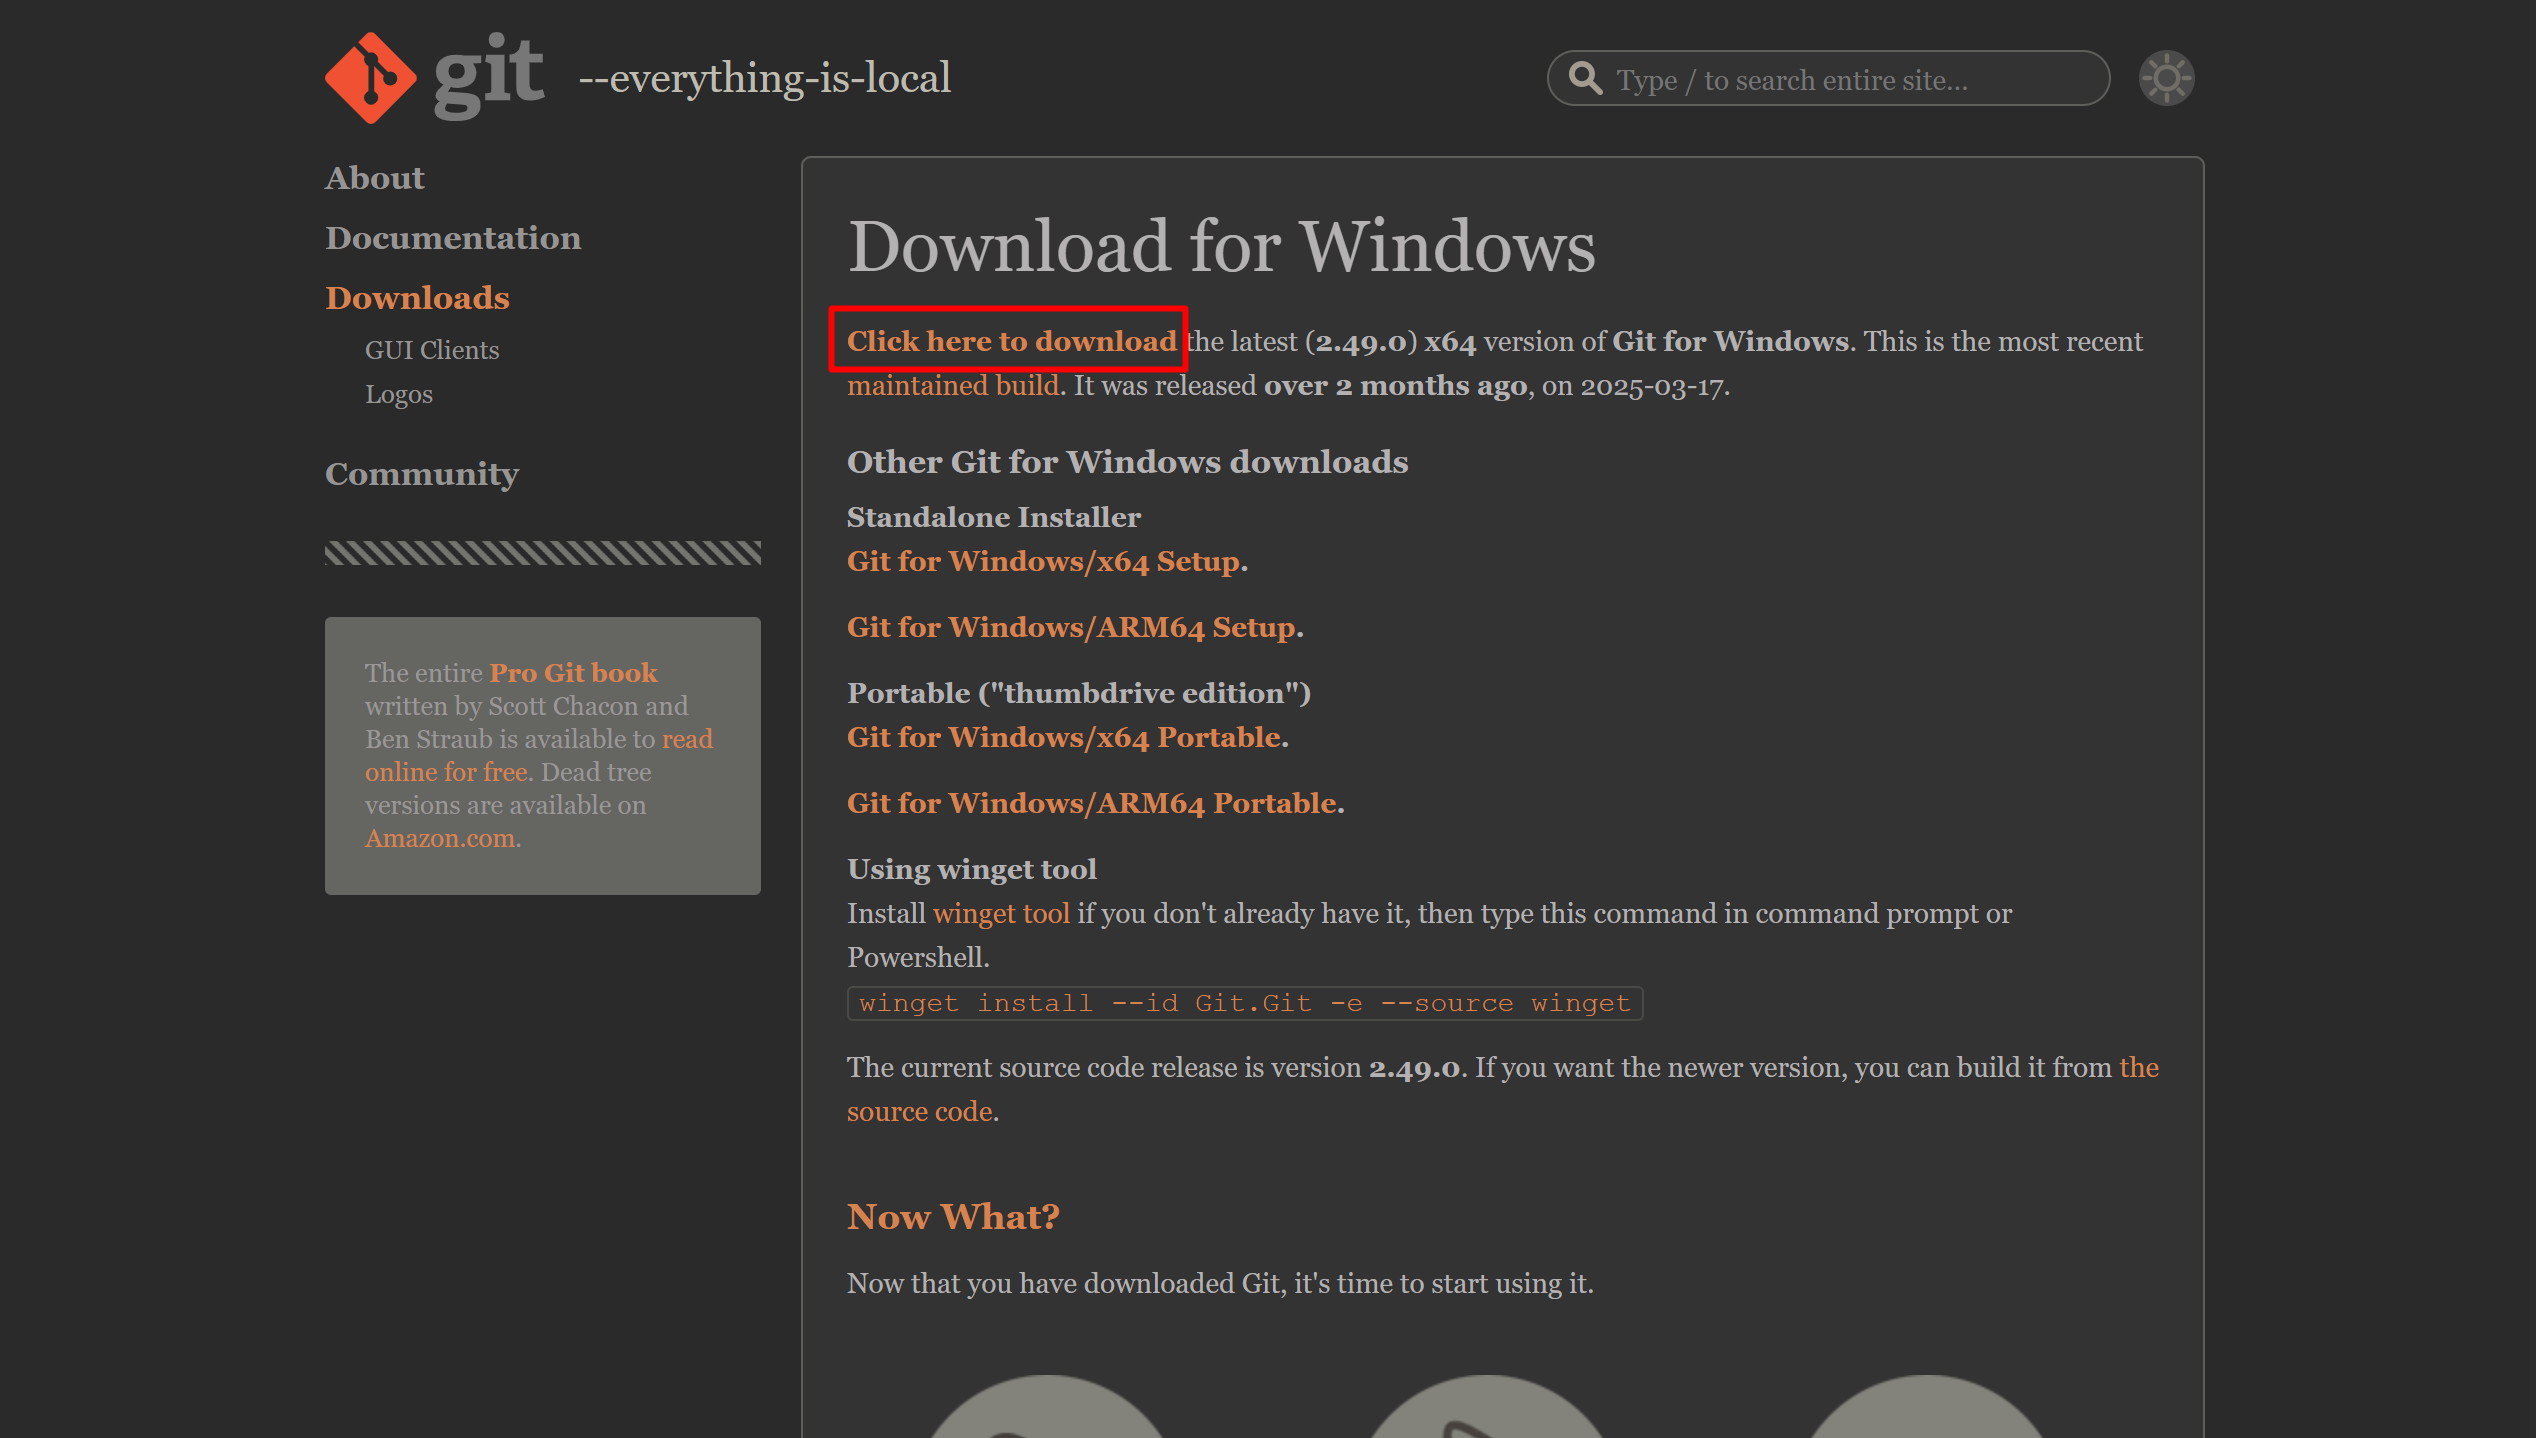 git --everything-is-local
Type / to search entire site...
About
Documentation
Downloads
GUI Clients
Logos
Community
The entire Pro Git book
written by Scott Chacon and
Ben Straub is available to read
online for free. Dead tree
versions are available on
Amazon.com.
Download for Windows
Click here to download the latest (2.49.0) x64 version of Git for Windows. This is the most recent
maintained build. It was released over 2 months ago, on 2025-03-17.
Other Git for Windows downloads
Standalone Installer
Git for Windows/x64 Setup.
Git for Windows/ARM64 Setup.
Portable ("thumbdrive edition")
Git for Windows/x64 Portable.
Git for Windows/ARM64 Portable.
Using winget tool
Install winget tool if you don't already have it, then type this command in command prompt or
Powershell.
winget install --id Git.Git -e --source winget
The current source code release is version 2.49.0. If you want the newer version, you can build it from the
source code.
Now What?
Now that you have downloaded Git, it's time to start using it.